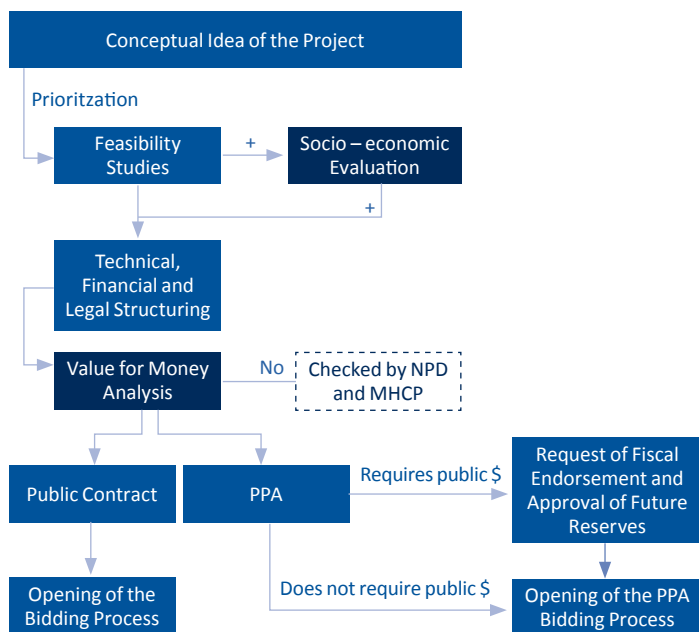 Conceptual Idea of the Project
Prioritzation
Feasibility
Studies
+
Socio – economic
Evaluation
+
Technical,
Financial and
Legal Structuring
Value for Money
Analysis
No
Checked by NPD
and MHCP
Public Contract
PPA
Requires public $
Request of Fiscal
Endorsement and
Approval of Future
Reserves
Opening of the
Bidding Process
Does not require public $
Opening of the PPA
Bidding Process